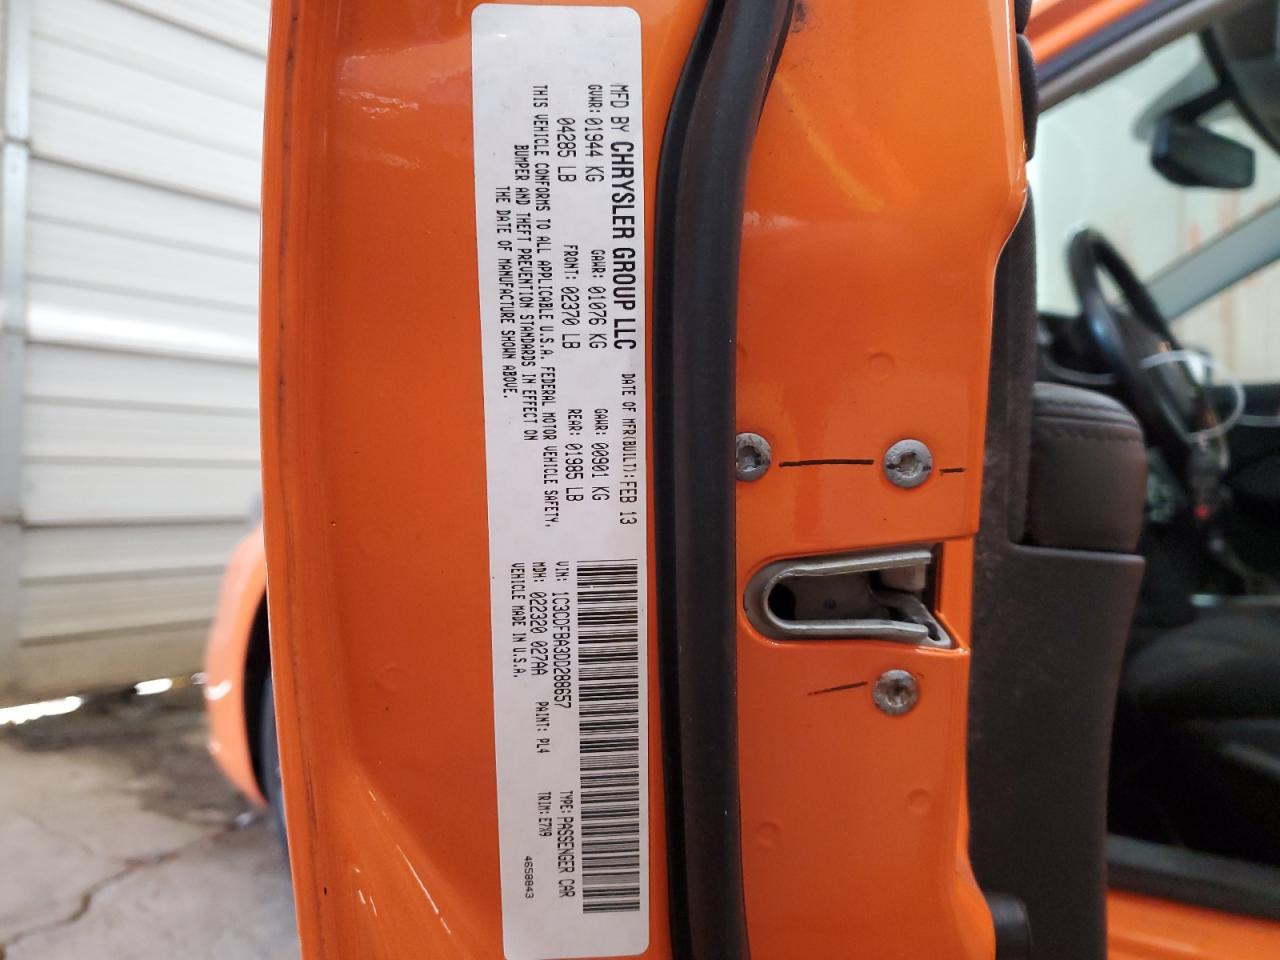 MFD BY CHRYSLER GROUP LLC DATE OF MFR(BUILT): FEB 13
GVWR: 01944 KG GAWR: 01076 KG GAWR: 00901 KG
04285 LB FRONT: 02370 LB REAR: 01985 LB
THIS VEHICLE CONFORMS TO ALL APPLICABLE U.S.A. FEDERAL MOTOR VEHICLE SAFETY,
BUMPER AND THEFT PREVENTION STANDARDS IN EFFECT ON
THE DATE OF MANUFACTURE SHOWN ABOVE.
VIN: 1C3CDFBA3DD288657 TYPE: PASSENGER CAR
MDH: 022320 027AA PAINT: PL4 TRIM: E7X9
VEHICLE MADE IN U.S.A. 4658843